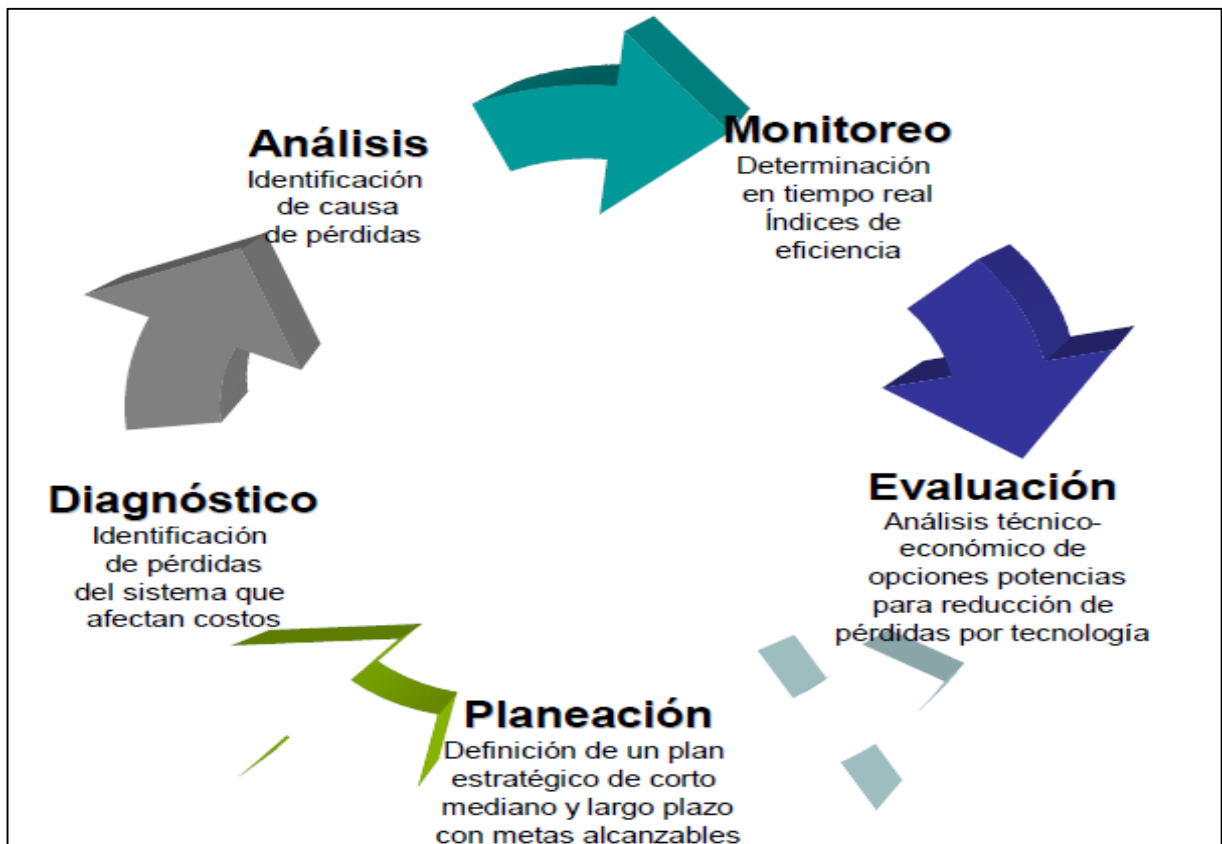 Análisis
Identificación
de causa
de pérdidas
Monitoreo
Determinación
en tiempo real
Índices de
eficiencia
Evaluación
Análisis técnico-
económico de
opciones potencias
para reducción de
pérdidas por tecnología
Planeación
Definición de un plan
estratégico de corto
mediano y largo plazo
con metas alcanzables
Diagnóstico
Identificación
de pérdidas
del sistema que
afectan costos